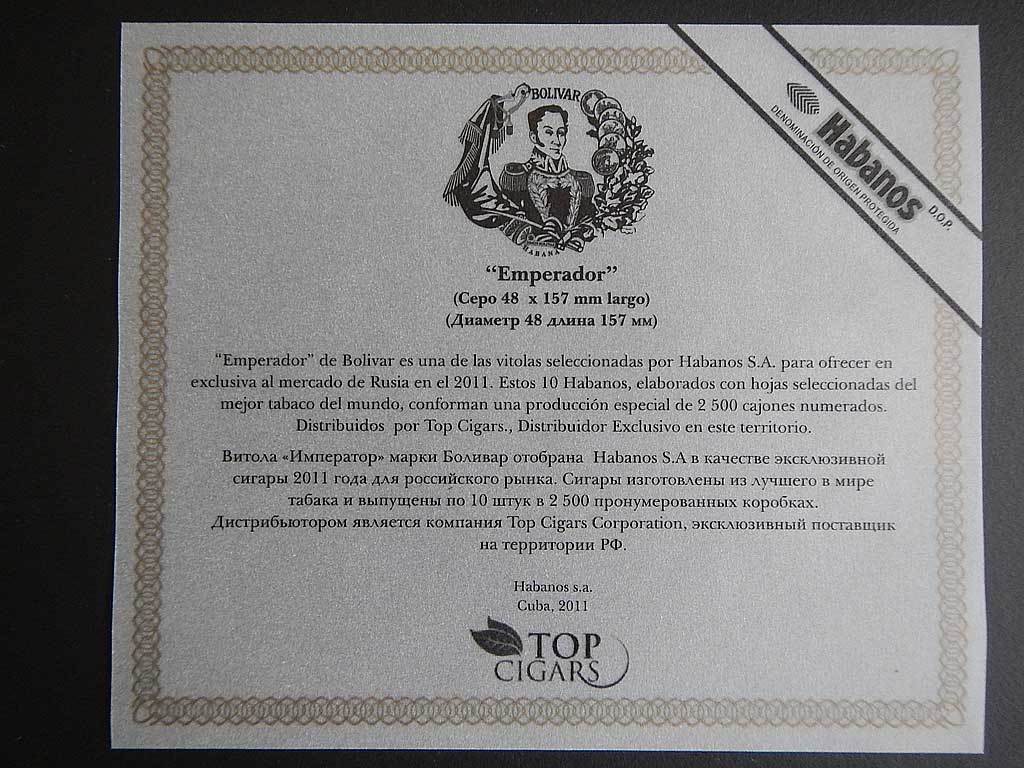 BOLIVAR
HABANA
Habanos
D.O.P.
DENOMINACIÓN DE ORIGEN PROTEGIDA
“Emperador”
(Cepo 48 x 157 mm largo)
(Диаметр 48 длина 157 мм)
“Emperador” de Bolivar es una de las vitolas seleccionadas por Habanos S.A. para ofrecer en
exclusiva al mercado de Rusia en el 2011. Estos 10 Habanos, elaborados con hojas seleccionadas del
mejor tabaco del mundo, conforman una producción especial de 2 500 cajones numerados.
Distribuidos por Top Cigars., Distribuidor Exclusivo en este territorio.
Витола «Император» марки Боливар отобрана Habanos S.A в качестве эксклюзивной
сигары 2011 года для российского рынка. Сигары изготовлены из лучшего в мире
табака и выпущены по 10 штук в 2 500 пронумерованных коробках.
Дистрибьютором является компания Top Cigars Corporation, эксклюзивный поставщик
на территории РФ.
Habanos s.a.
Cuba, 2011
TOP
CIGARS